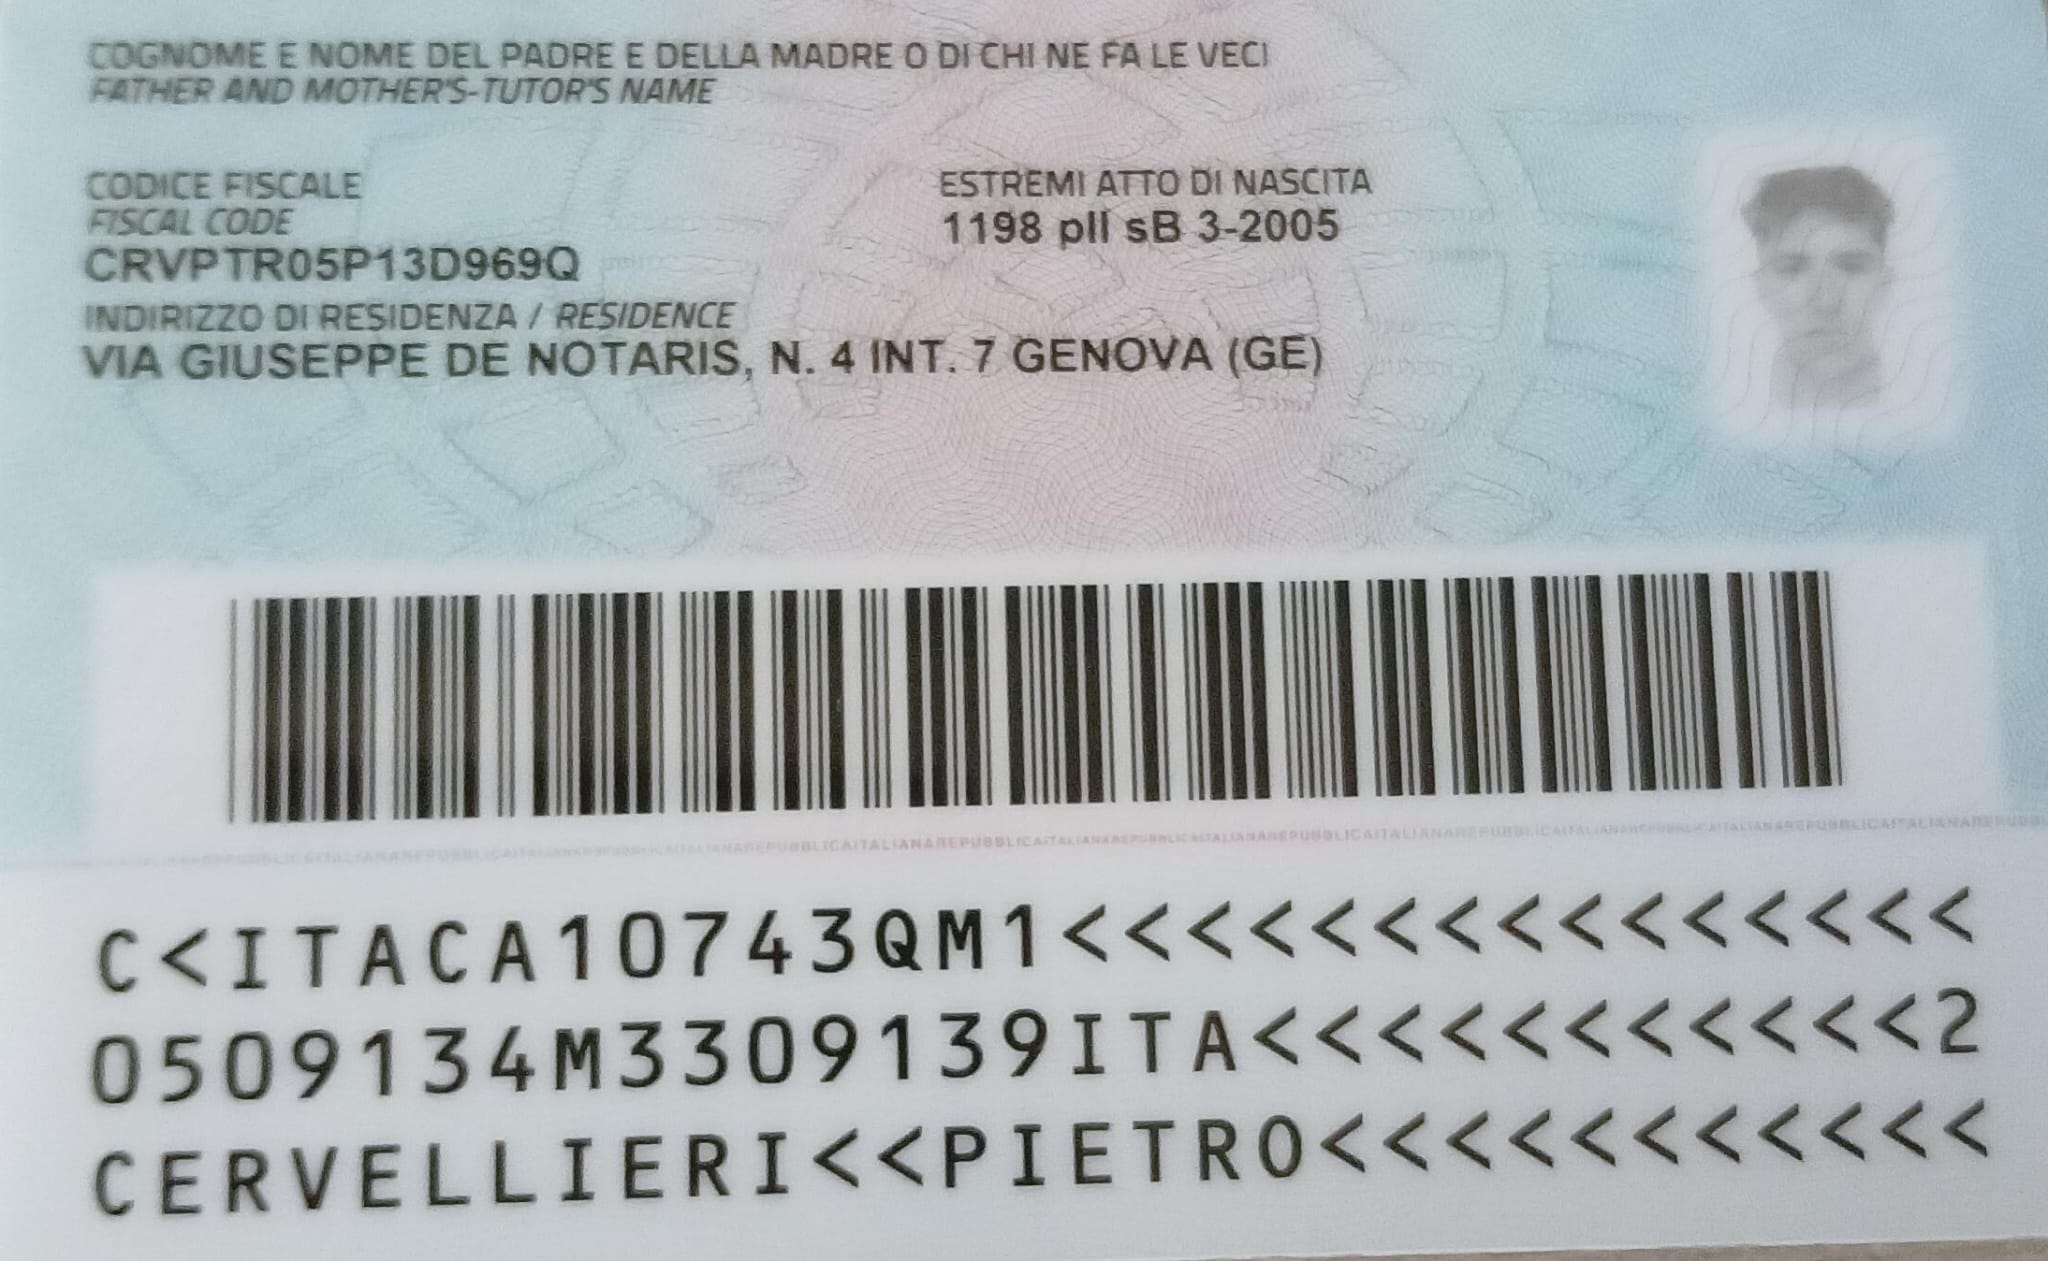 COGNOME E NOME DEL PADRE E DELLA MADRE O DI CHI NE FA LE VECI
FATHER AND MOTHER'S-TUTOR'S NAME
CODICE FISCALE
FISCAL CODE
CRVPTR05P13D969Q
ESTREMI ATTO DI NASCITA
1198 pII sB 3-2005
INDIRIZZO DI RESIDENZA / RESIDENCE
VIA GIUSEPPE DE NOTARIS, N. 4 INT. 7 GENOVA (GE)
C<ITACA10743QM1<<<<<<<<<<<<<<<
0509134M3309139ITA<<<<<<<<<<<2
CERVELLIERI<<PIETRO<<<<<<<<<<<